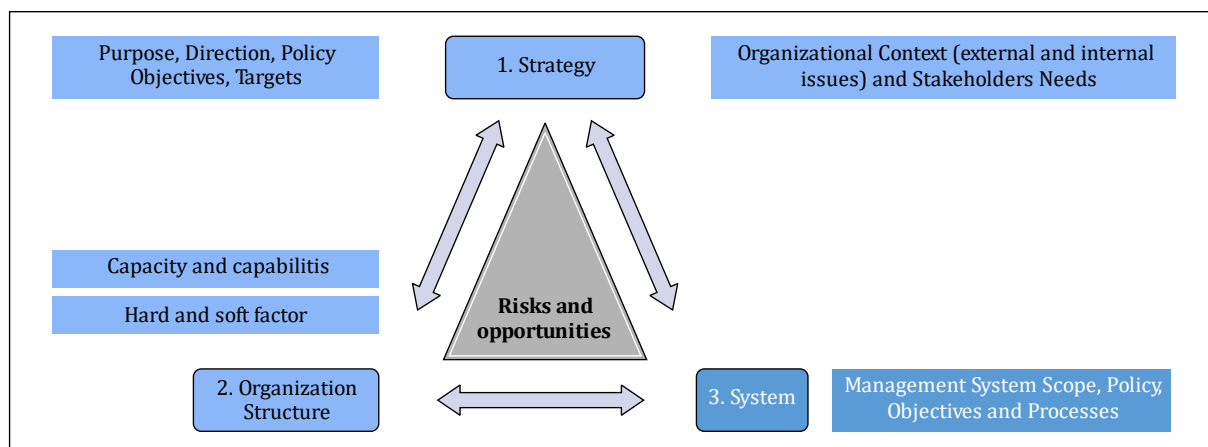 Purpose, Direction, Policy
Objectives, Targets
1. Strategy
Organizational Context (external and internal
issues) and Stakeholders Needs
Capacity and capabilitis
Hard and soft factor
Risks and
opportunities
2. Organization
Structure
3. System
Management System Scope, Policy,
Objectives and Processes